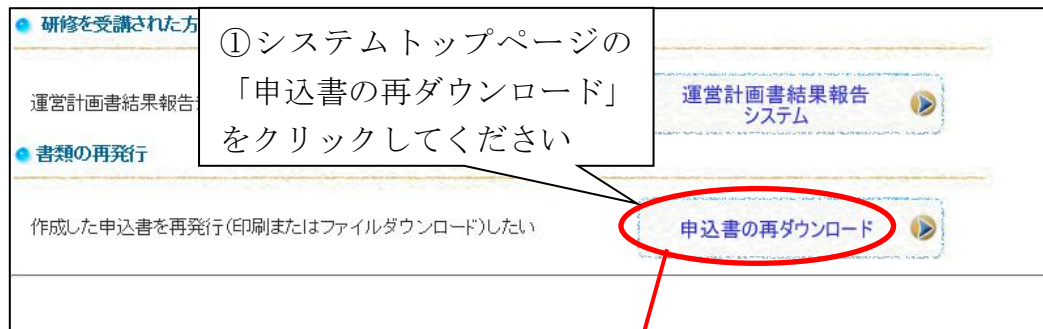 研修を受講された方
①システムトップページの
「申込書の再ダウンロード」
をクリックしてください
運営計画書結果報告
運営計画書結果報告
システム
書類の再発行
作成した申込書を再発行(印刷またはファイルダウンロード)したい
申込書の再ダウンロード